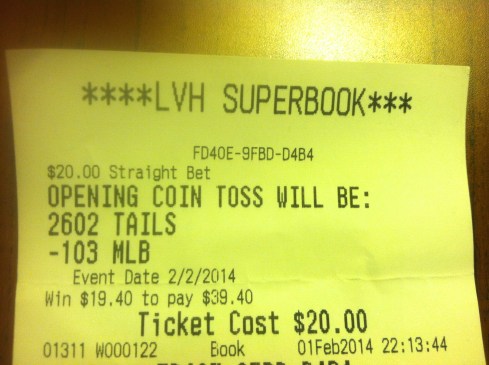 ****LVH SUPERBOOK***
FD40E-9FBD-D4B4
$20.00 Straight Bet
OPENING COIN TOSS WILL BE:
2602 TAILS
-103 MLB
Event Date 2/2/2014
Win $19.40 to pay $39.40
Ticket Cost $20.00
01311 W000122 Book 01Feb2014 22:13:44